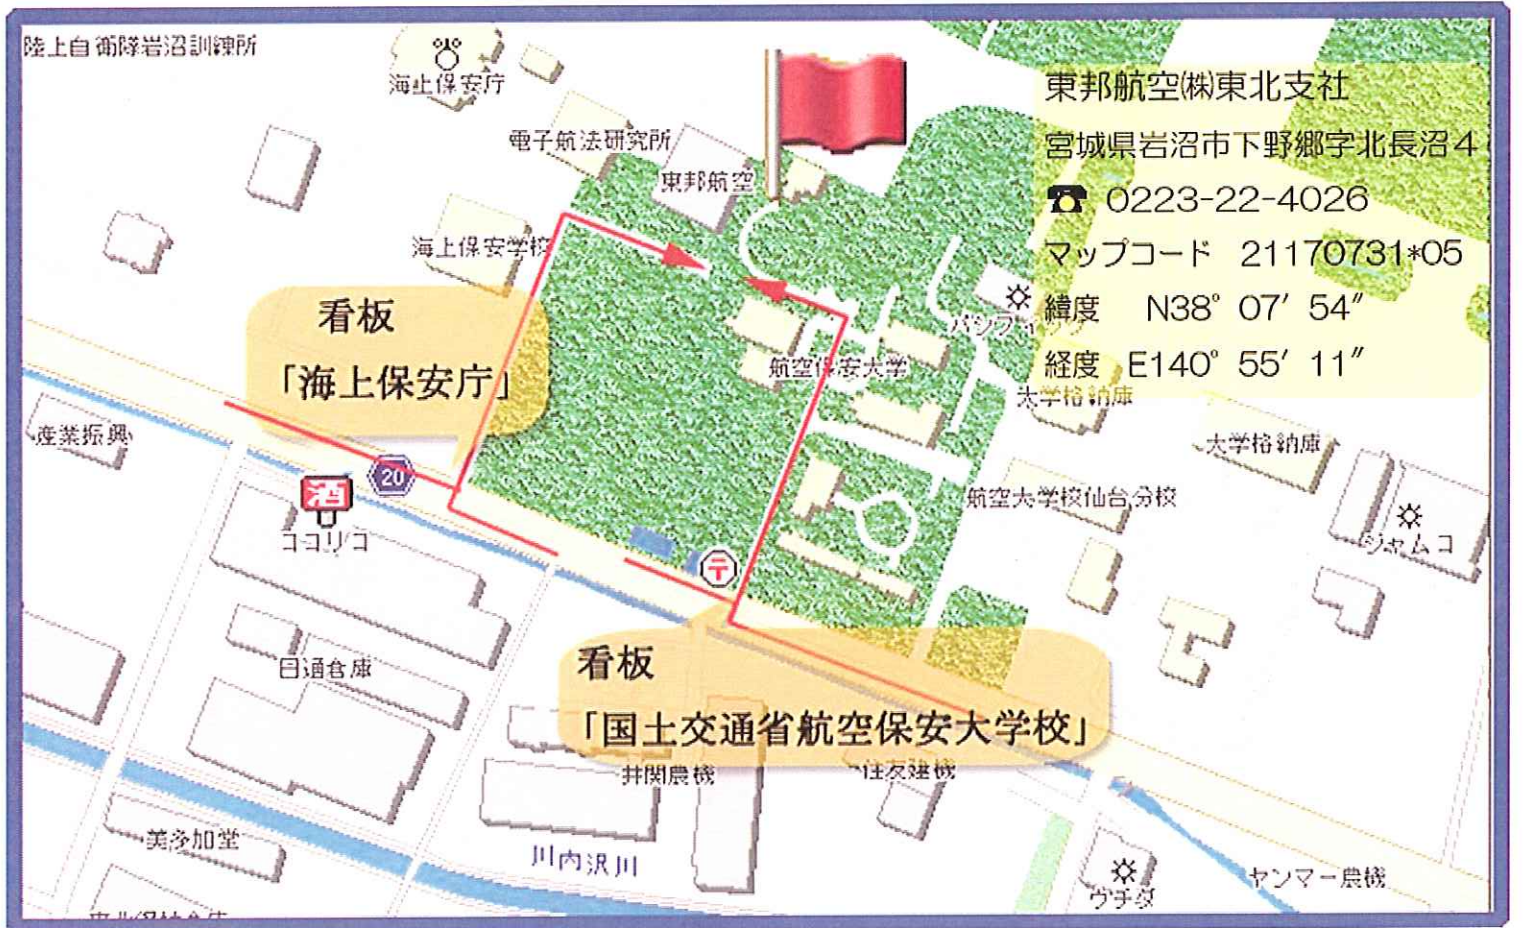 陸上自衛隊岩沼訓練所
海上保安庁
電子航法研究所
東邦航空
海上保安学校
東邦航空㈱東北支社
宮城県岩沼市下野郷字北長沼4
☎ 0223-22-4026
マップコード 21170731*05
緯度 N38° 07′ 54″
経度 E140° 55′ 11″
看板
「海上保安庁」
航空保安大学
大学格納庫
大学格納庫
産業振興
20
酒
ココリコ
航空大学校仙台分校
ジャムコ
〒
日通倉庫
看板
「国土交通省航空保安大学校」
井関農機
住友建機
美多加堂
川内沢川
ウチダ
ヤンマー農機